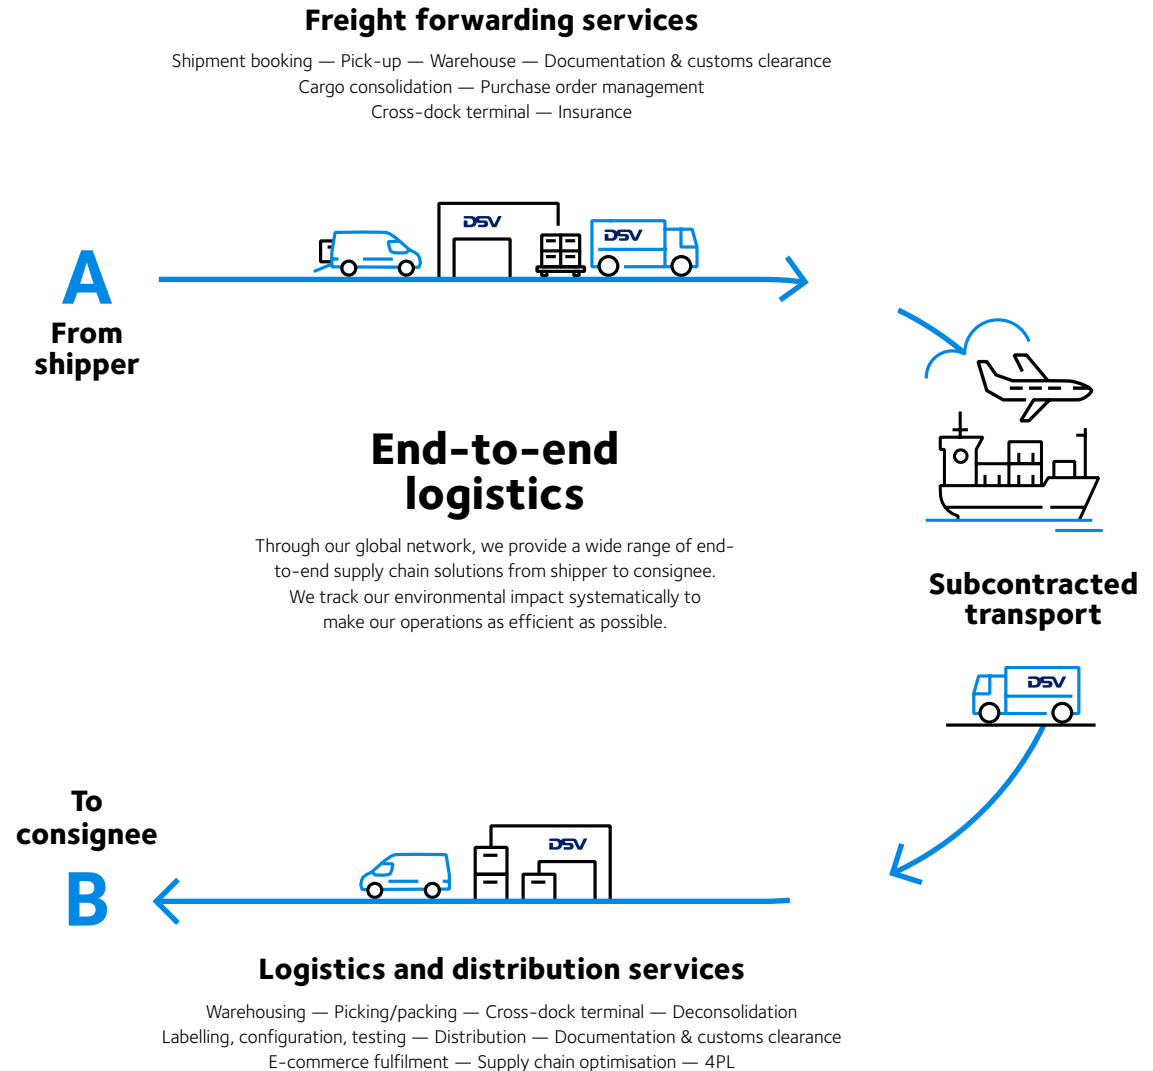 Freight forwarding services
Shipment booking — Pick-up — Warehouse — Documentation & customs clearance
Cargo consolidation — Purchase order management
Cross-dock terminal — Insurance
DSV
DSV
A
From
shipper
End-to-end
logistics
Through our global network, we provide a wide range of end-
to-end supply chain solutions from shipper to consignee.
We track our environmental impact systematically to
make our operations as efficient as possible.
Subcontracted
transport
DSV
To
consignee
B
DSV
Logistics and distribution services
Warehousing — Picking/packing — Cross-dock terminal — Deconsolidation
Labelling, configuration, testing — Distribution — Documentation & customs clearance
E-commerce fulfilment — Supply chain optimisation — 4PL